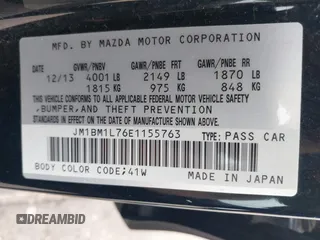 MFD. BY MAZDA MOTOR CORPORATION
GVWR/PNBV GAWR/PNBE FRT GAWR/PNBE RR
12/13 4001 LB 2149 LB 1870 LB
1815 KG 975 KG 848 KG
THIS VEHICLE CONFORMS TO ALL APPLICABLE
FEDERAL MOTOR VEHICLE SAFETY
,BUMPER,AND THEFT PREVENTION
STANDARDS IN EFFECT ON THE DATE OF
MANUFACTURE SHOWN ABOVE.
JM1BM1L76E1155763 TYPE: PASS CAR
BODY COLOR CODE;41W MADE IN JAPAN
DREAMBID